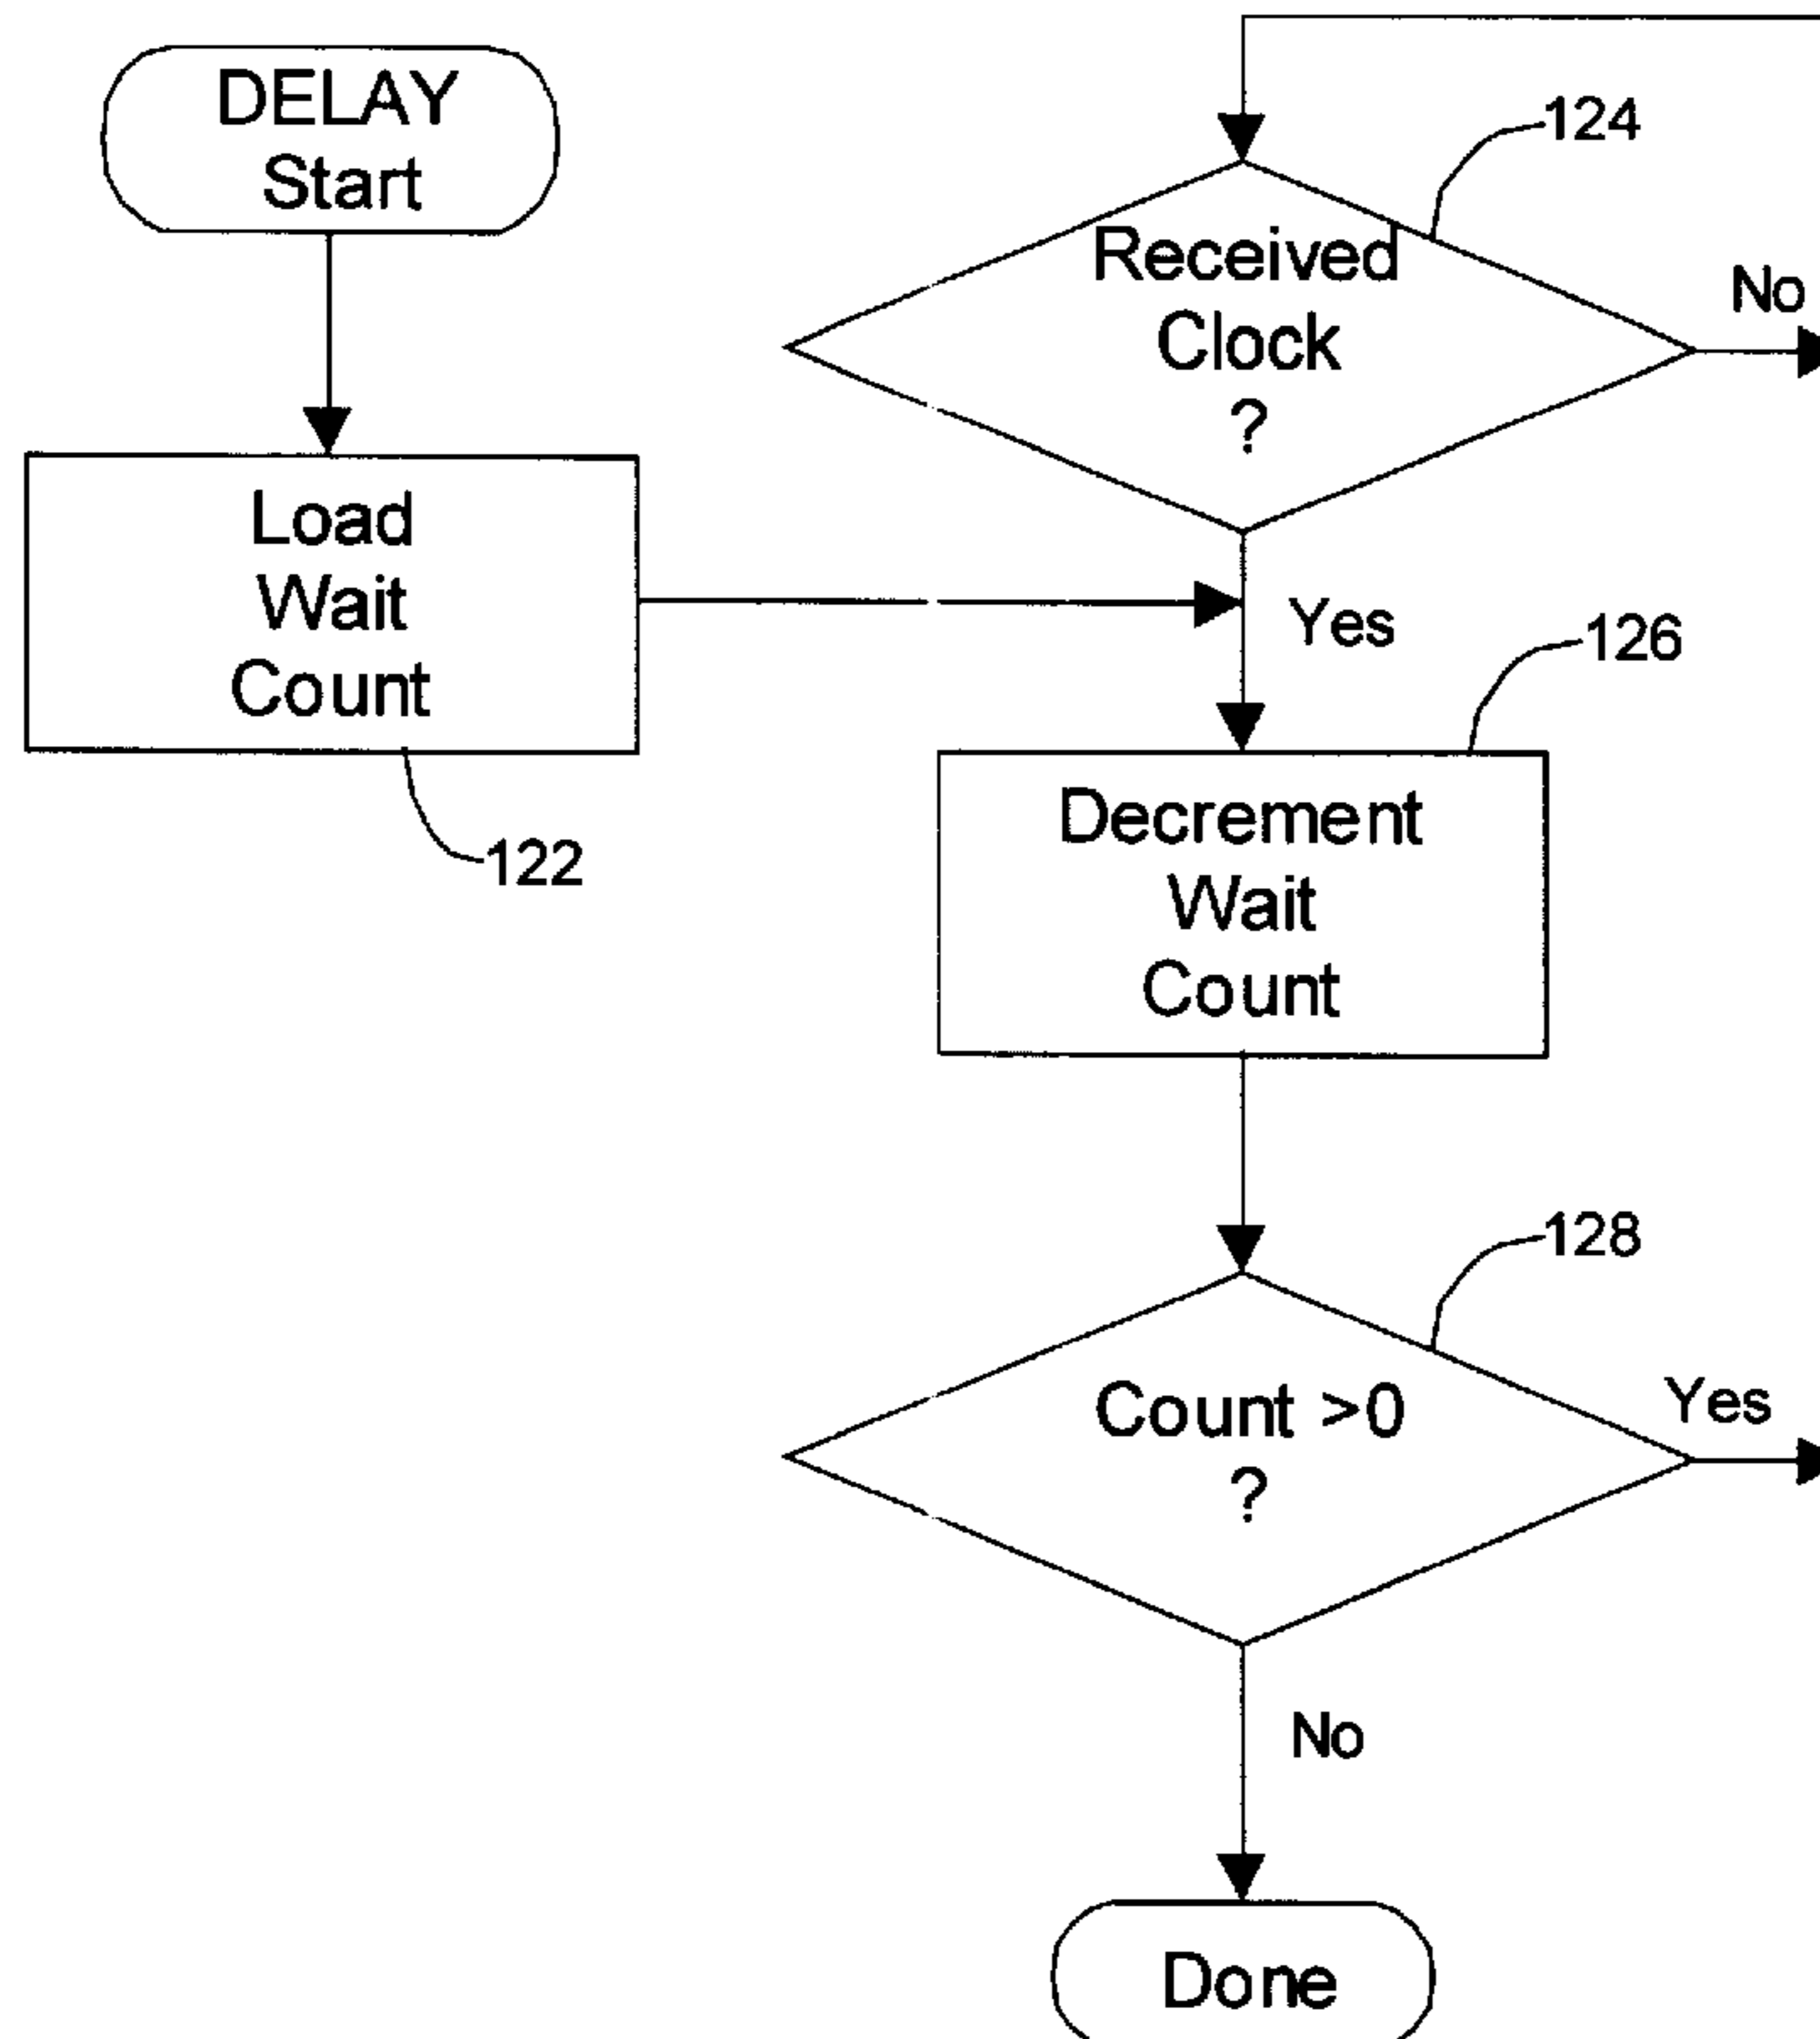 DELAY
Start
Load
Wait
Count
122
Received
Clock
?
124
No
Yes
Decrement
Wait
Count
126
Count >0
?
128
Yes
No
Done